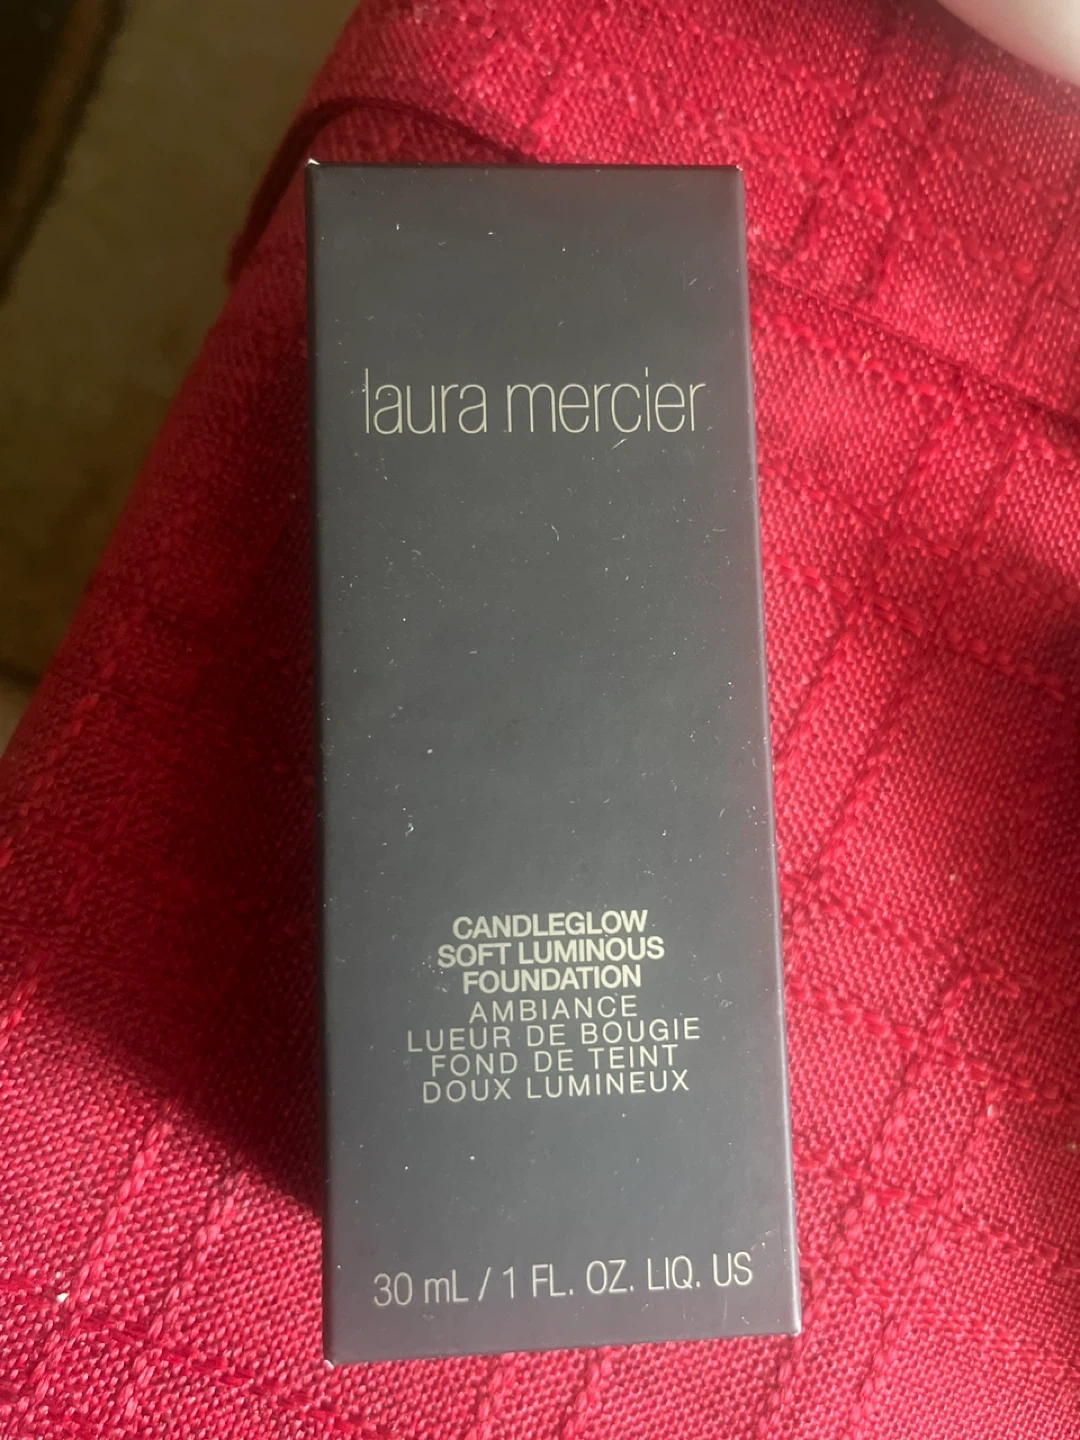 laura mercier
CANDLEGLOW
SOFT LUMINOUS
FOUNDATION
AMBIANCE
LUEUR DE BOUGIE
FOND DE TEINT
DOUX LUMINEUX
30 mL / 1 FL. OZ. LIQ. US